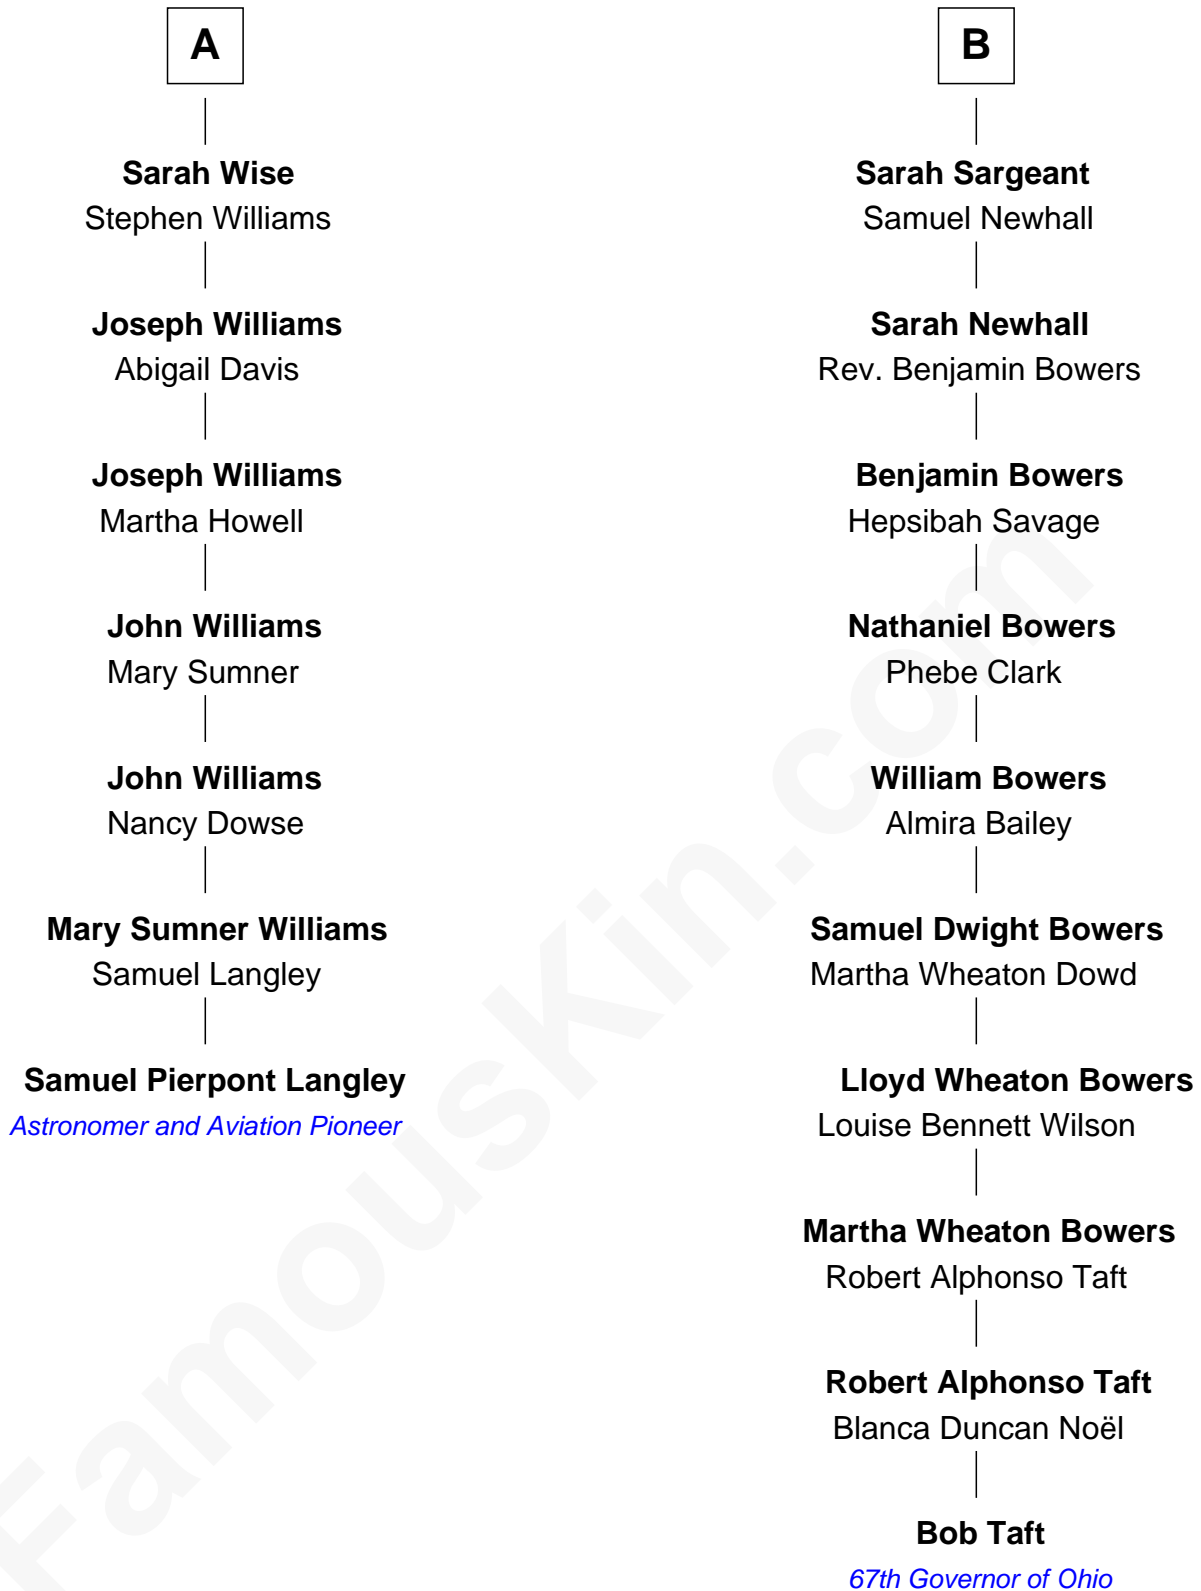 A
Sarah Wise
Stephen Williams
Joseph Williams
Abigail Davis
Joseph Williams
Martha Howell
John Williams
Mary Sumner
John Williams
Nancy Dowse
Mary Sumner Williams
Samuel Langley
Samuel Pierpont Langley
Astronomer and Aviation Pioneer
B
Sarah Sargeant
Samuel Newhall
Sarah Newhall
Rev. Benjamin Bowers
Benjamin Bowers
Hepsibah Savage
Nathaniel Bowers
Phebe Clark
William Bowers
Almira Bailey
Samuel Dwight Bowers
Martha Wheaton Dowd
Lloyd Wheaton Bowers
Louise Bennett Wilson
Martha Wheaton Bowers
Robert Alphonso Taft
Robert Alphonso Taft
Blanca Duncan Noël
Bob Taft
67th Governor of Ohio
FamousKin.com